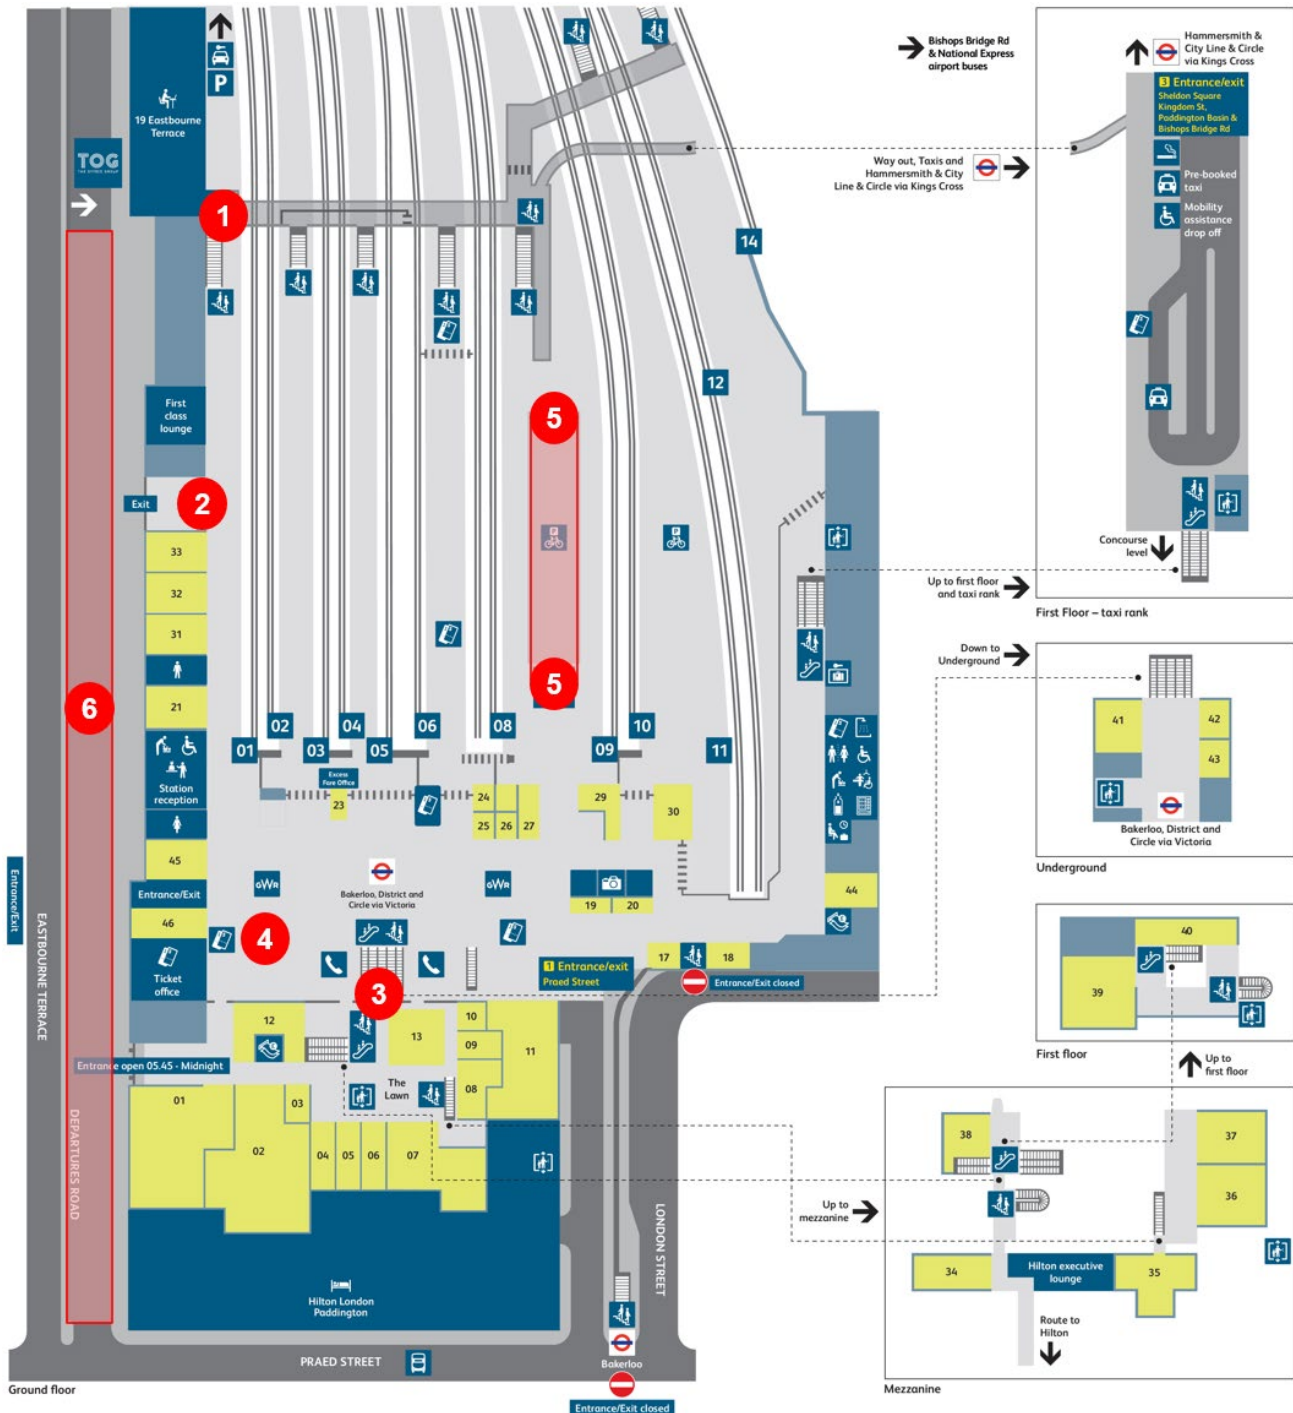 19 Eastbourne
Terrace
P
TOG
THE OFFICE GROUP
1
Bishops Bridge Rd
& National Express
airport buses
Hammersmith &
City Line & Circle
via Kings Cross
3 Entrance/exit
Sheldon Square
Kingdom St,
Paddington Basin &
Bishops Bridge Rd
Way out, Taxis and
Hammersmith & City
Line & Circle via Kings Cross
Pre-booked
taxi
Mobility
assistance
drop off
14
12
First
class
lounge
5
P
Exit
2
33
32
31
21
Station
reception
45
Entrance/Exit
46
Ticket
office
6
5
Concourse
level
Up to first floor
and taxi rank
First Floor – taxi rank
Down to
Underground
01
02
03
04
05
06
08
09
10
11
Excess
Fare Office
23
24
25
26
27
29
30
41
42
43
Bakerloo, District and
Circle via Victoria
Underground
Entrance/Exit
EASTBOURNE TERRACE
GWR
Bakerloo, District and
Circle via Victoria
GWR
19
20
44
4
3
1 Entrance/exit
Praed Street
17
18
Entrance/Exit closed
40
39
First floor
Up to
first floor
12
13
10
09
08
11
Entrance open 05.45 - Midnight
The
Lawn
01
02
03
04
05
06
07
DEPARTURES ROAD
LONDON STREET
Up to
mezzanine
38
37
36
34
Hilton executive
lounge
35
Route to
Hilton
Mezzanine
Hilton London
Paddington
PRAED STREET
Bakerloo
Entrance/Exit closed
Ground floor